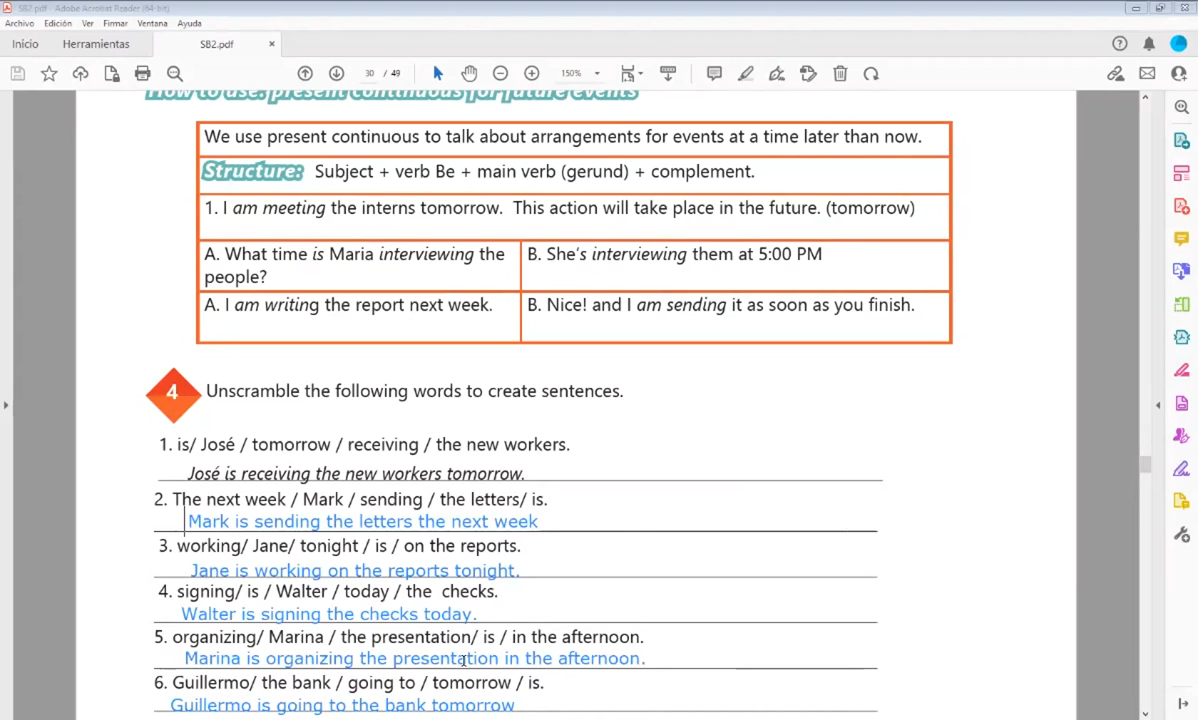 SB2.pdf - Adobe Acrobat Reader (64-bit)
Archivo Edición Ver Firmar Ventana Ayuda
Inicio Herramientas SB2.pdf ×
30 / 49 150%
How to use: present continuous for future events
We use present continuous to talk about arrangements for events at a time later than now.
Structure: Subject + verb Be + main verb (gerund) + complement.
1. I am meeting the interns tomorrow. This action will take place in the future. (tomorrow)
A. What time is Maria interviewing the people?
B. She's interviewing them at 5:00 PM
A. I am writing the report next week.
B. Nice! and I am sending it as soon as you finish.
4 Unscramble the following words to create sentences.
1. is/ José / tomorrow / receiving / the new workers.
José is receiving the new workers tomorrow.
2. The next week / Mark / sending / the letters/ is.
Mark is sending the letters the next week
3. working/ Jane/ tonight / is / on the reports.
Jane is working on the reports tonight.
4. signing/ is / Walter / today / the checks.
Walter is signing the checks today.
5. organizing/ Marina / the presentation/ is / in the afternoon.
Marina is organizing the presentation in the afternoon.
6. Guillermo/ the bank / going to / tomorrow / is.
Guillermo is going to the bank tomorrow